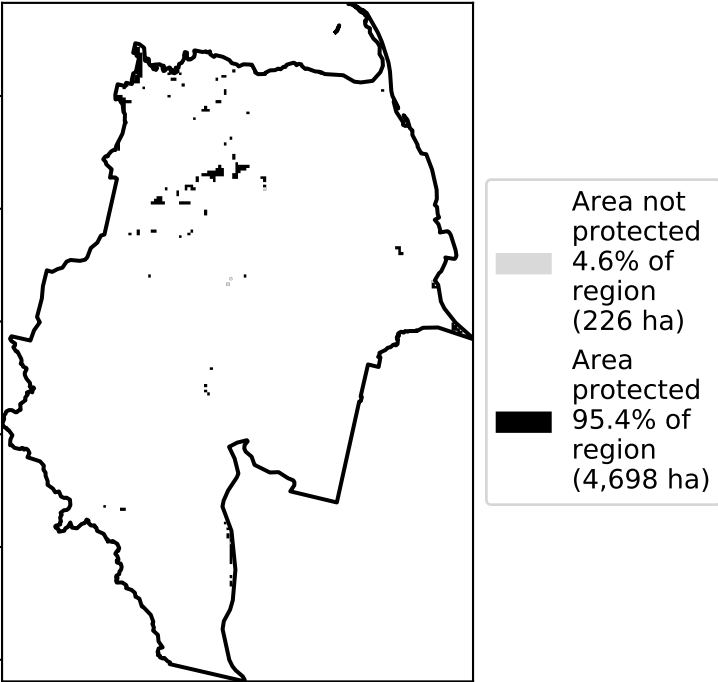 Area not
protected
4.6% of
region
(226 ha)
Area
protected
95.4% of
region
(4,698 ha)